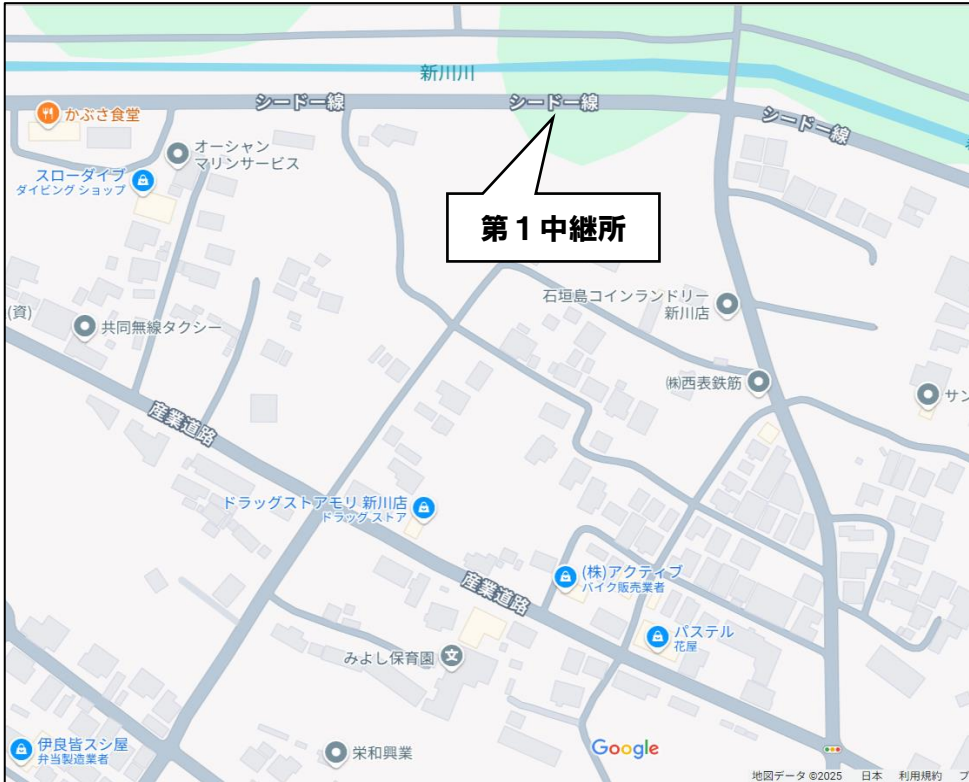 新川川
シードー線
シードー線
シードー線
かぶさ食堂
オーシャン
マリンサービス
スローダイブ
ダイビング ショップ
第1中継所
石垣島コインランドリー
新川店
(資)
共同無線タクシー
㈱西表鉄筋
サン
産業道路
ドラッグストアモリ 新川店
ドラッグ ストア
(株)アクティブ
バイク販売業者
産業道路
パステル
花屋
みよし保育園
伊良皆スシ屋
弁当製造業者
栄和興業
Google
地図データ ©2025 日本 利用規約